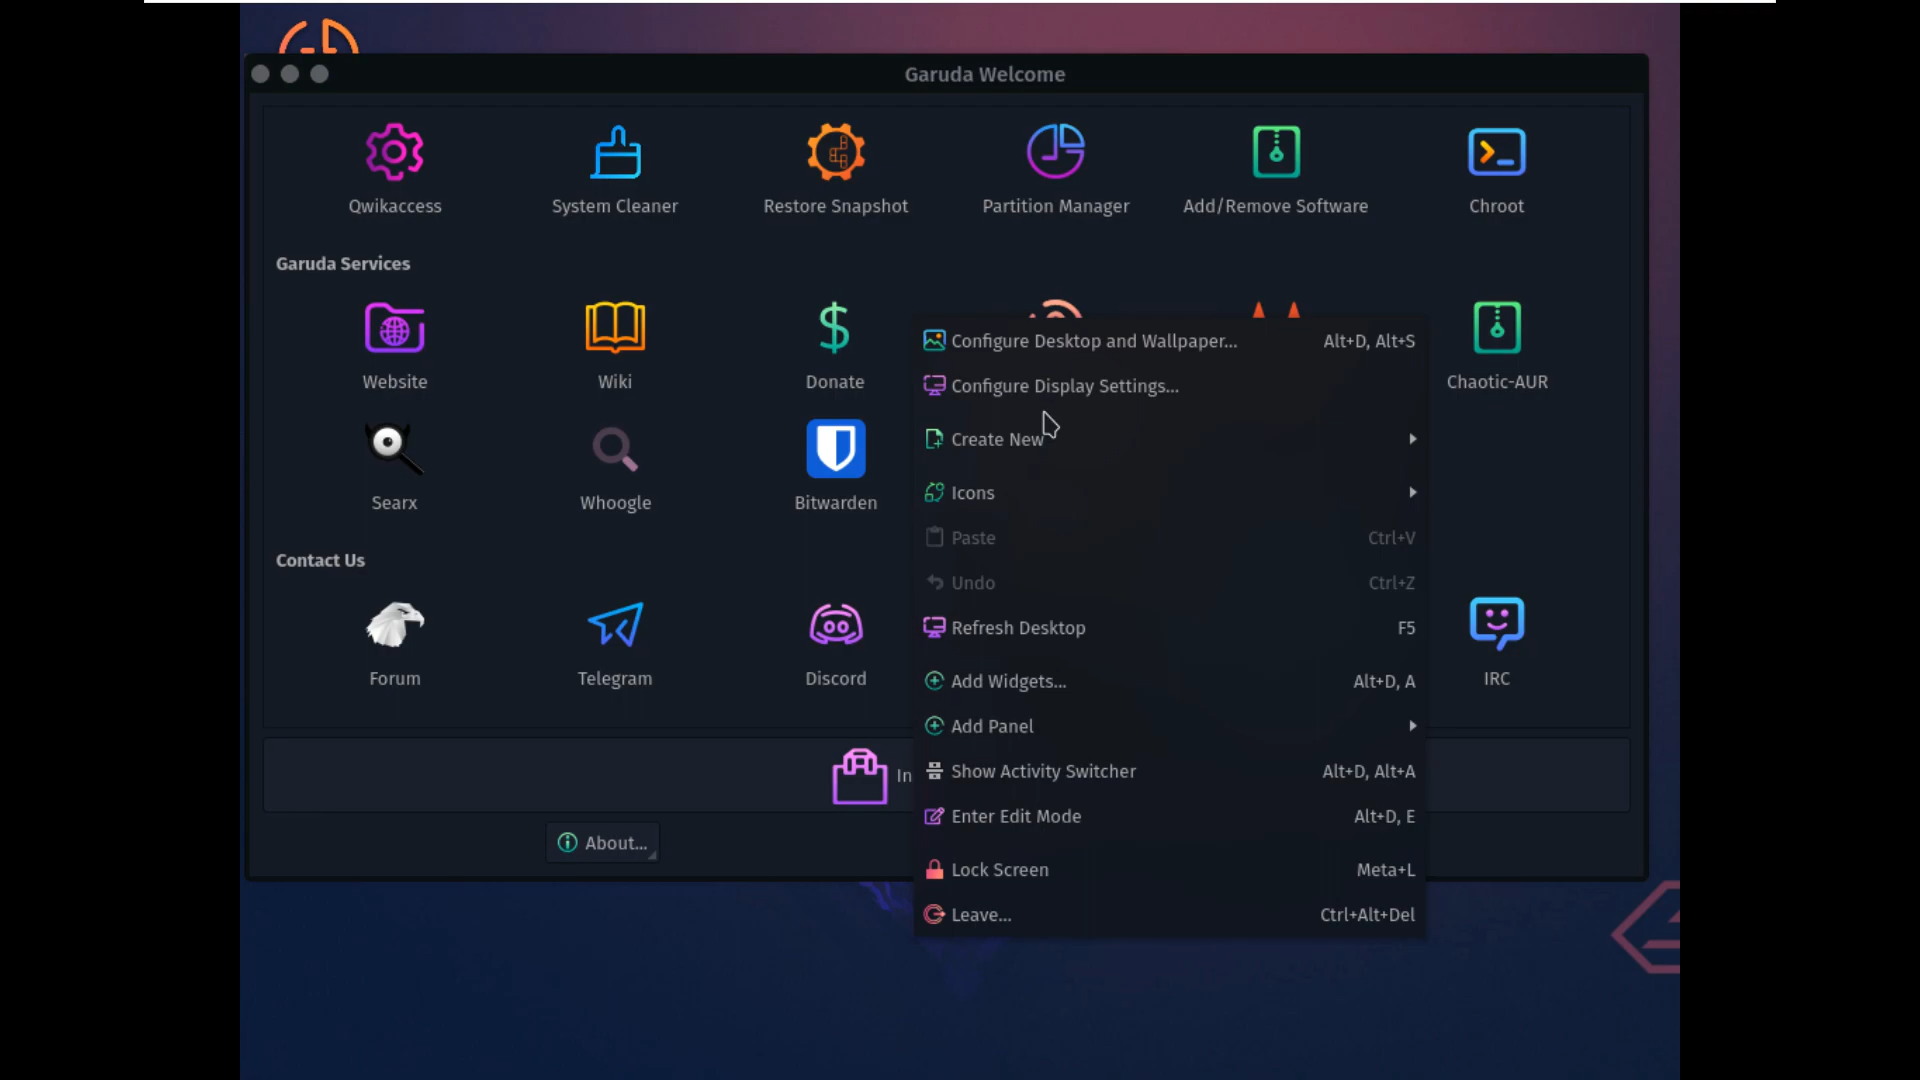 Garuda Welcome
Qwikaccess
System Cleaner
Restore Snapshot
Partition Manager
Add/Remove Software
Chroot
Garuda Services
Website
Wiki
Donate
Chaotic-AUR
Searx
Whoogle
Bitwarden
Contact Us
Forum
Telegram
Discord
IRC
In
About...
Configure Desktop and Wallpaper... Alt+D, Alt+S
Configure Display Settings...
Create New
Icons
Paste Ctrl+V
Undo Ctrl+Z
Refresh Desktop F5
Add Widgets... Alt+D, A
Add Panel
Show Activity Switcher Alt+D, Alt+A
Enter Edit Mode Alt+D, E
Lock Screen Meta+L
Leave... Ctrl+Alt+Del